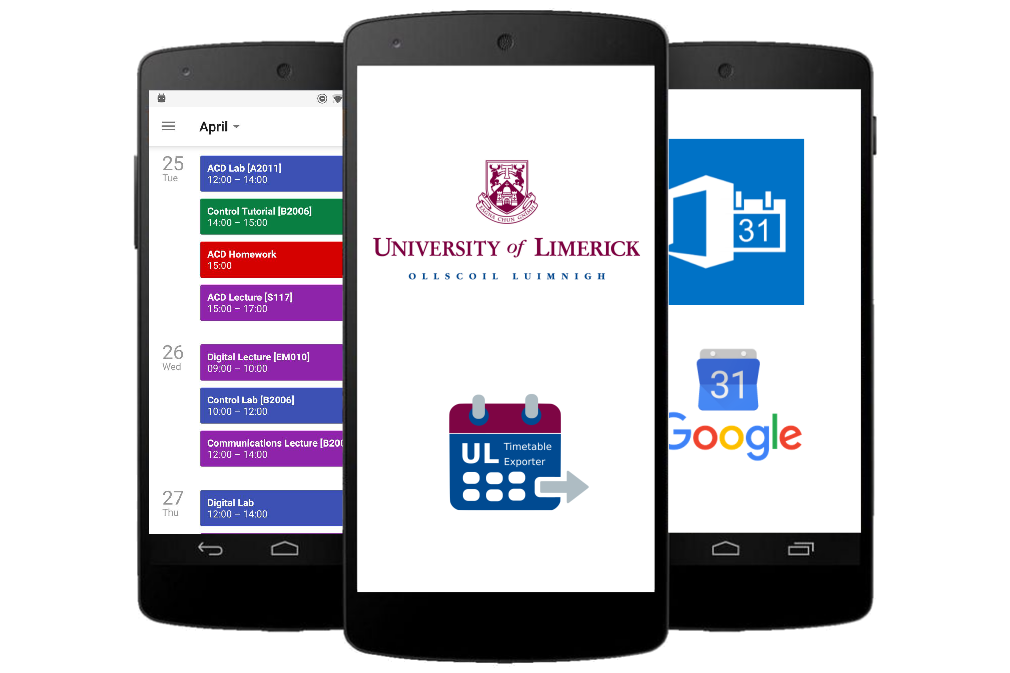 April
25
Tue
ACD Lab [A2011]
12:00 – 14:00
Control Tutorial [B2006]
14:00 – 15:00
ACD Homework
15:00
ACD Lecture [S117]
15:00 – 17:00
26
Wed
Digital Lecture [EM010]
09:00 – 10:00
Control Lab [B2006]
10:00 – 12:00
Communications Lecture [B200
12:00 – 14:00
27
Thu
Digital Lab
12:00 – 14:00
UNIVERSITY of LIMERICK
OLLSCOIL LUIMNIGH
UL Timetable
Exporter
31
31
Google